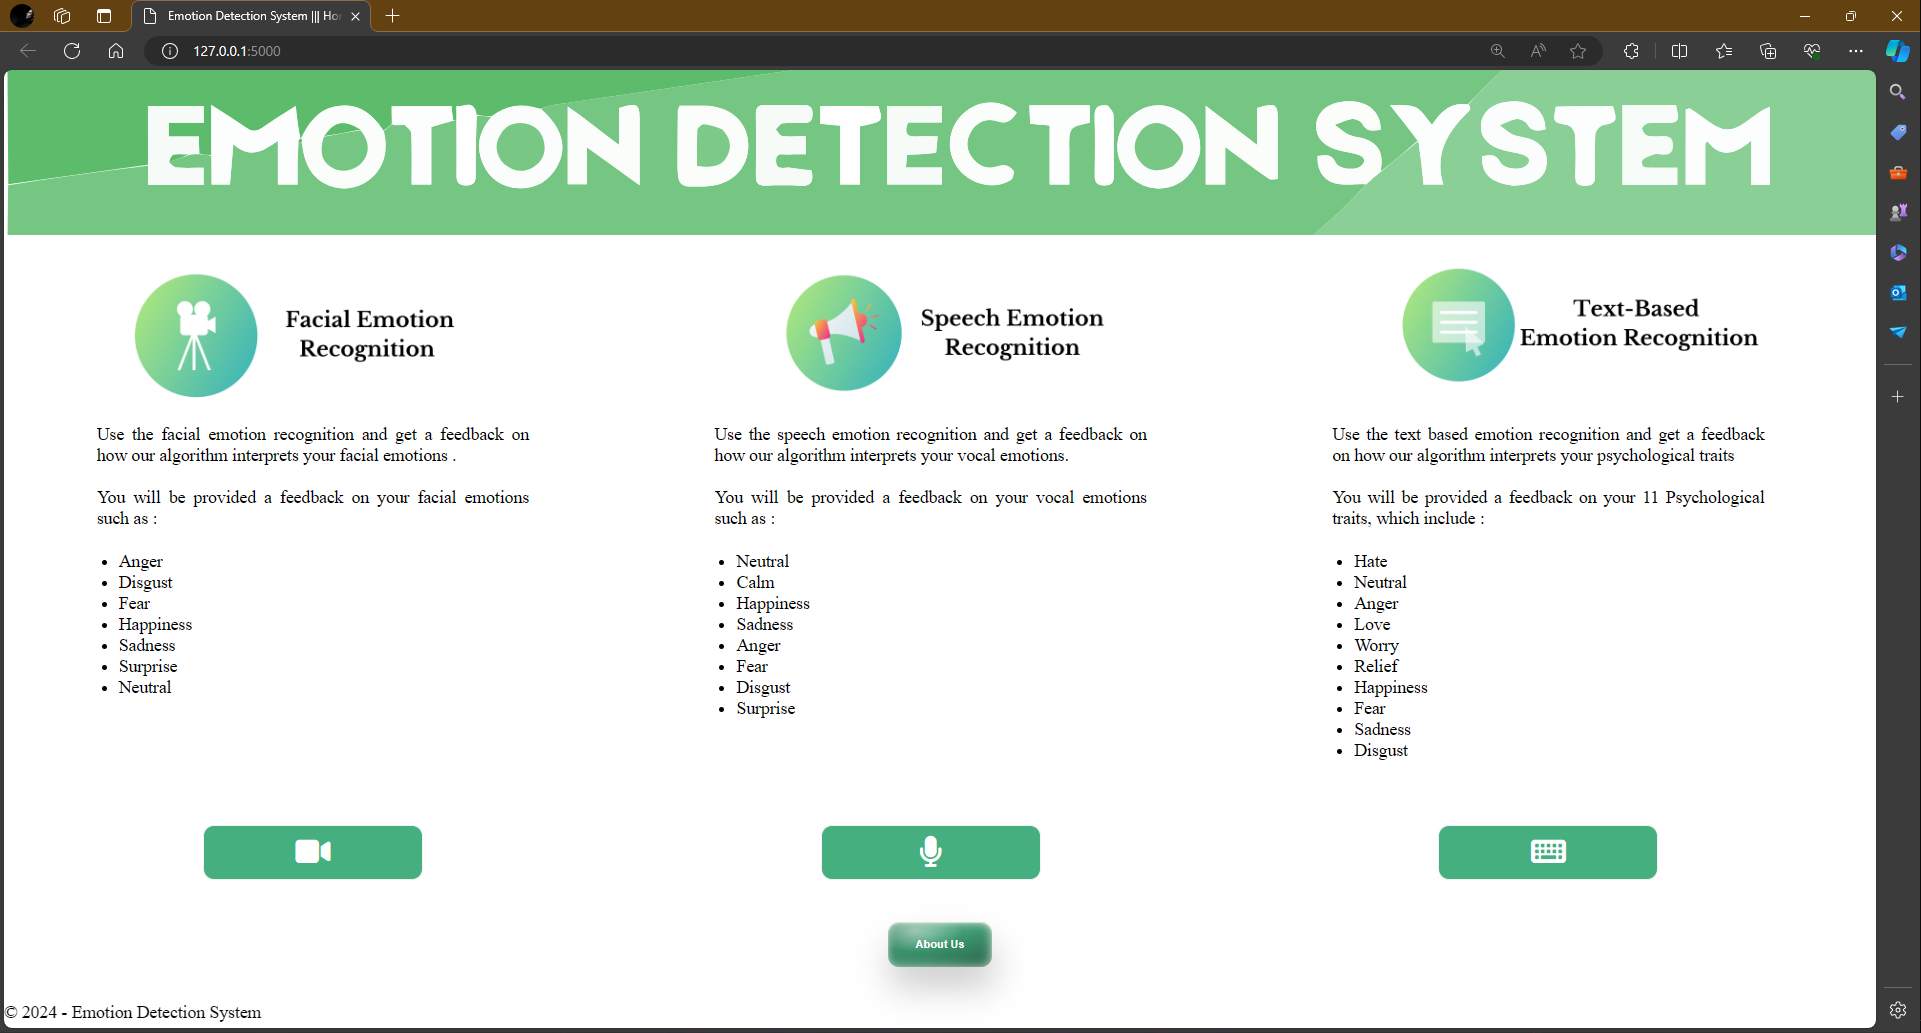 Emotion Detection System ||| Ho
127.0.0.1:5000
EMOTION DETECTION SYSTEM
Facial Emotion
Recognition
Use the facial emotion recognition and get a feedback on
how our algorithm interprets your facial emotions .
You will be provided a feedback on your facial emotions
such as :
Anger
Disgust
Fear
Happiness
Sadness
Surprise
Neutral
Speech Emotion
Recognition
Use the speech emotion recognition and get a feedback on
how our algorithm interprets your vocal emotions.
You will be provided a feedback on your vocal emotions
such as :
Neutral
Calm
Happiness
Sadness
Anger
Fear
Disgust
Surprise
Text-Based
Emotion Recognition
Use the text based emotion recognition and get a feedback
on how our algorithm interprets your psychological traits
You will be provided a feedback on your 11 Psychological
traits, which include :
Hate
Neutral
Anger
Love
Worry
Relief
Happiness
Fear
Sadness
Disgust
About Us
© 2024 - Emotion Detection System